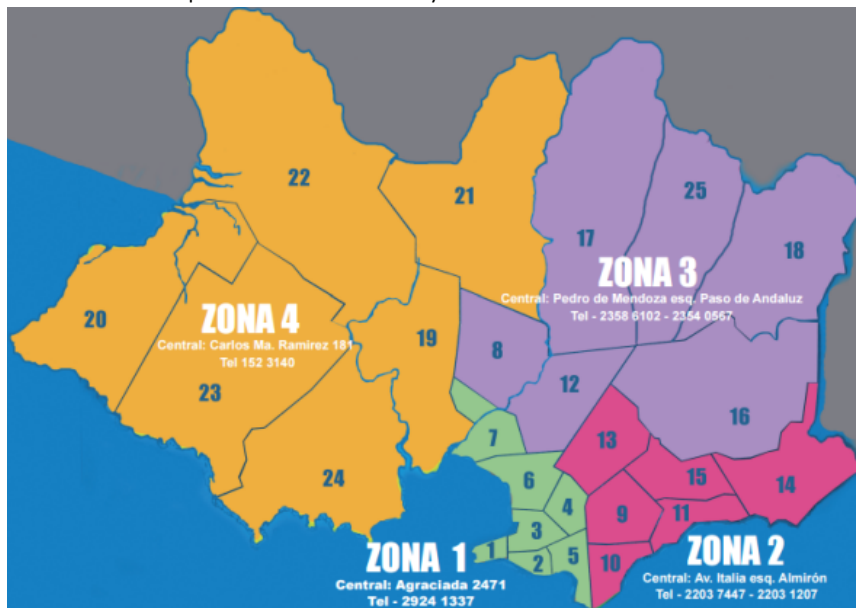 22
21
25
17
18
ZONA 3
Central: Pedro de Mendoza esq. Paso de Andaluz
Tel - 2358 6102 - 2354 0567
20
ZONA 4
Central: Carlos Ma. Ramirez 181
Tel 152 3140
19
8
12
23
16
7
13
6
15
24
14
4
9
11
3
1
2
5
10
ZONA 1
Central: Agraciada 2471
Tel - 2924 1337
ZONA 2
Central: Av. Italia esq. Almirón
Tel - 2203 7447 - 2203 1207